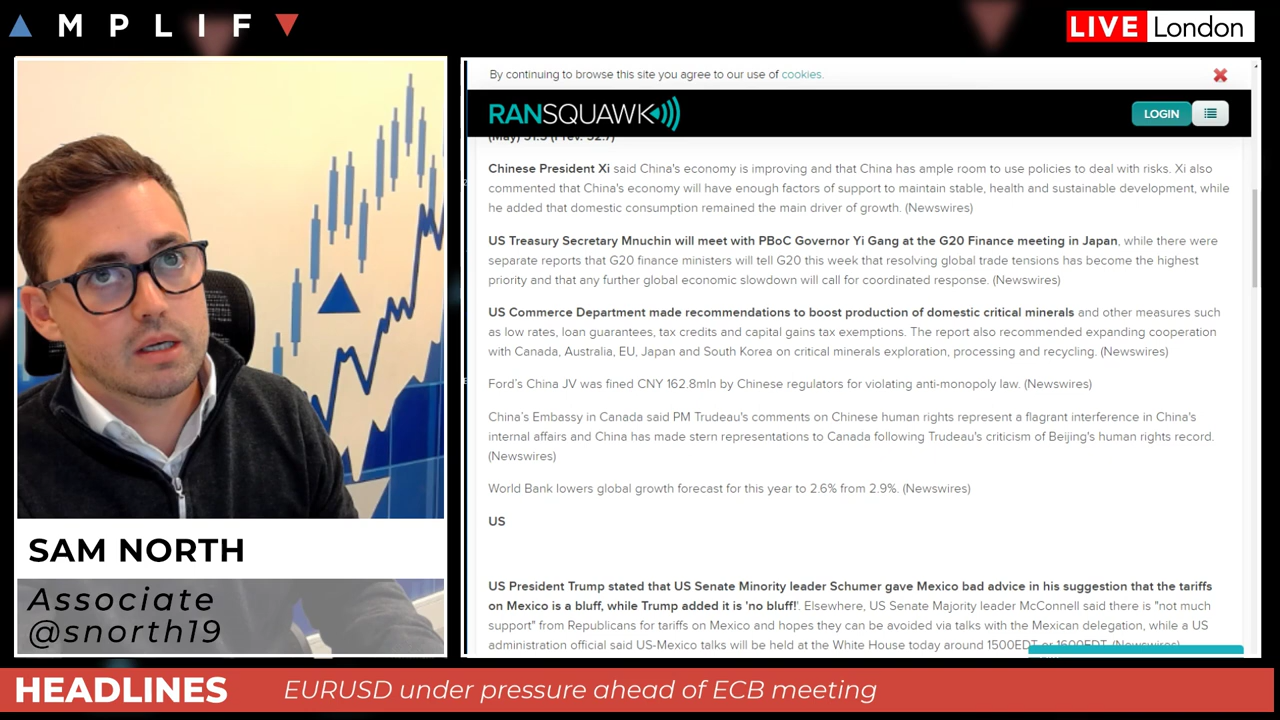 AMPLIFY
LIVE London
By continuing to browse this site you agree to our use of cookies.
RANSQUAWK
LOGIN
(May) 51.5 (Prev. 52.7)
Chinese President Xi said China's economy is improving and that China has ample room to use policies to deal with risks. Xi also
commented that China's economy will have enough factors of support to maintain stable, health and sustainable development, while
he added that domestic consumption remained the main driver of growth. (Newswires)
US Treasury Secretary Mnuchin will meet with PBoC Governor Yi Gang at the G20 Finance meeting in Japan, while there were
separate reports that G20 finance ministers will tell G20 this week that resolving global trade tensions has become the highest
priority and that any further global economic slowdown will call for coordinated response. (Newswires)
US Commerce Department made recommendations to boost production of domestic critical minerals and other measures such
as low rates, loan guarantees, tax credits and capital gains tax exemptions. The report also recommended expanding cooperation
with Canada, Australia, EU, Japan and South Korea on critical minerals exploration, processing and recycling. (Newswires)
Ford's China JV was fined CNY 162.8mln by Chinese regulators for violating anti-monopoly law. (Newswires)
China's Embassy in Canada said PM Trudeau's comments on Chinese human rights represent a flagrant interference in China's
internal affairs and China has made stern representations to Canada following Trudeau's criticism of Beijing's human rights record.
(Newswires)
World Bank lowers global growth forecast for this year to 2.6% from 2.9%. (Newswires)
US
US President Trump stated that US Senate Minority leader Schumer gave Mexico bad advice in his suggestion that the tariffs
on Mexico is a bluff, while Trump added it is 'no bluff!'. Elsewhere, US Senate Majority leader McConnell said there is "not much
support" from Republicans for tariffs on Mexico and hopes they can be avoided via talks with the Mexican delegation, while a US
administration official said US-Mexico talks will be held at the White House today around 1500EDT or 1600EDT. (Newswires)
SAM NORTH
Associate
@snorth19
HEADLINES
EURUSD under pressure ahead of ECB meeting